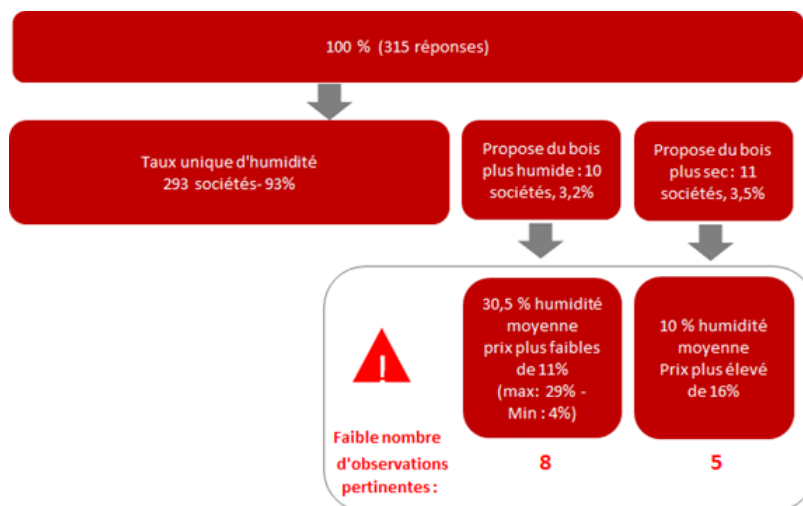 100 % (315 réponses)
Taux unique d'humidité
293 sociétés- 93%
Propose du bois
plus humide : 10
sociétés, 3,2%
Propose du bois
plus sec : 11
sociétés, 3,5%
30,5 % humidité
moyenne
prix plus faibles
de 11%
(max: 29% -
Min : 4%)
10 % humidité
moyenne
Prix plus élevé
de 16%
!
Faible nombre
d'observations
pertinentes :
8
5